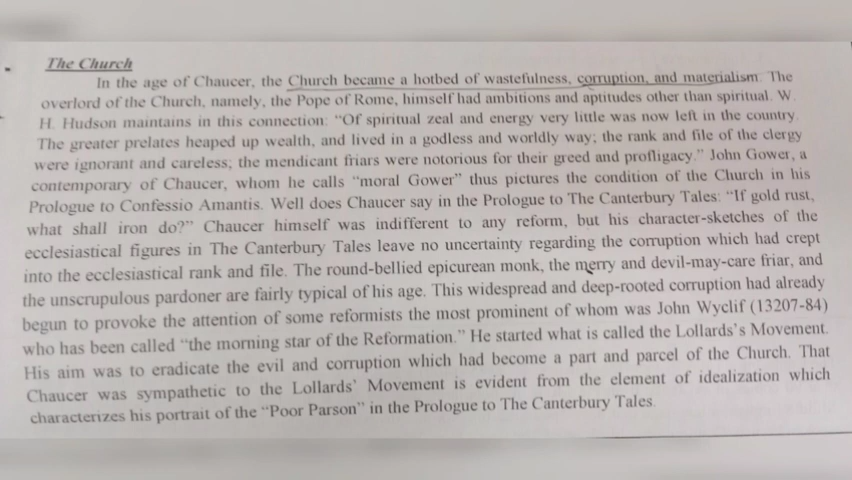 The Church
In the age of Chaucer, the Church became a hotbed of wastefulness, corruption, and materialism. The
overlord of the Church, namely, the Pope of Rome, himself had ambitions and aptitudes other than spiritual. W.
H. Hudson maintains in this connection: “Of spiritual zeal and energy very little was now left in the country.
The greater prelates heaped up wealth, and lived in a godless and worldly way; the rank and file of the clergy
were ignorant and careless; the mendicant friars were notorious for their greed and profligacy.” John Gower, a
contemporary of Chaucer, whom he calls “moral Gower” thus pictures the condition of the Church in his
Prologue to Confessio Amantis. Well does Chaucer say in the Prologue to The Canterbury Tales: “If gold rust,
what shall iron do?” Chaucer himself was indifferent to any reform, but his character-sketches of the
ecclesiastical figures in The Canterbury Tales leave no uncertainty regarding the corruption which had crept
into the ecclesiastical rank and file. The round-bellied epicurean monk, the merry and devil-may-care friar, and
the unscrupulous pardoner are fairly typical of his age. This widespread and deep-rooted corruption had already
begun to provoke the attention of some reformists the most prominent of whom was John Wyclif (13207-84)
who has been called “the morning star of the Reformation.” He started what is called the Lollards’s Movement.
His aim was to eradicate the evil and corruption which had become a part and parcel of the Church. That
Chaucer was sympathetic to the Lollards’ Movement is evident from the element of idealization which
characterizes his portrait of the “Poor Parson” in the Prologue to The Canterbury Tales.